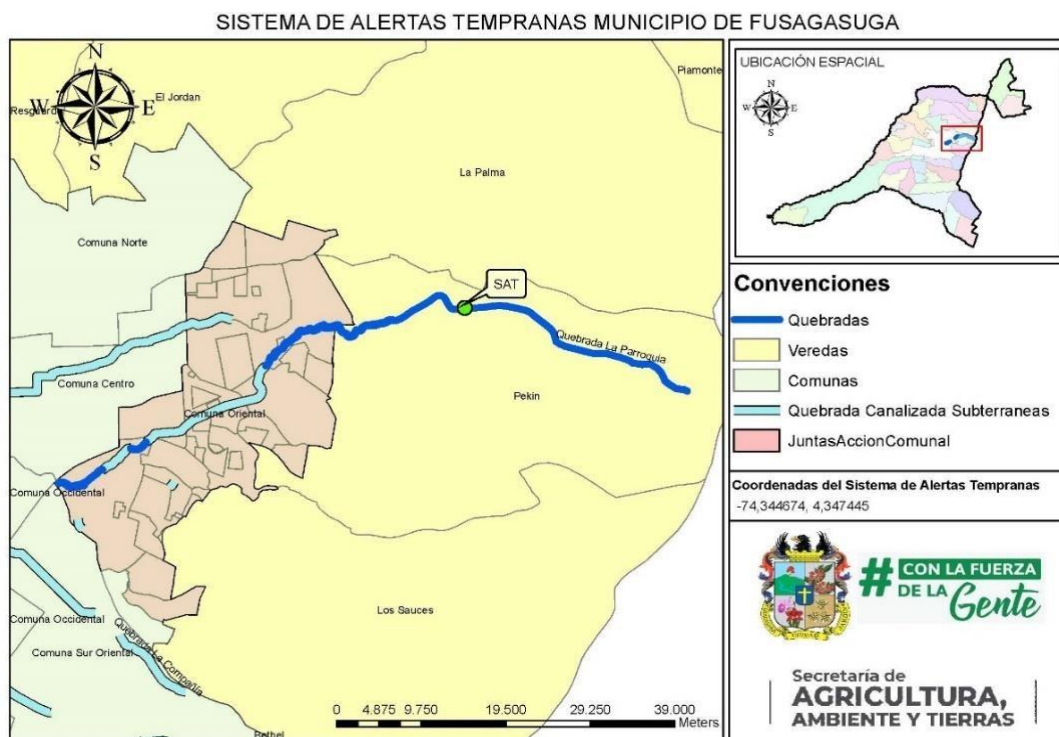 SISTEMA DE ALERTAS TEMPRANAS MUNICIPIO DE FUSAGASUGA
N
W E
S
El Jordan
Piamonte
La Palma
Comuna Norte
SAT
Quebrada La Parroquia
Comuna Centro
Pekin
Comuna Oriental
Comuna Occidental
Los Sauces
Comuna Occidental
Quebrada La Compañía
Comuna Sur Oriental
0 4.875 9.750 19.500 29.250 39.000
Meters
UBICACIÓN ESPACIAL
N
W E
S
Convenciones
Quebradas
Veredas
Comunas
Quebrada Canalizada Subterraneas
JuntasAccionComunal
Coordenadas del Sistema de Alertas Tempranas
-74,344674, 4,347445
# CON LA FUERZA
DE LA Gente
Secretaría de
AGRICULTURA,
AMBIENTE Y TIERRAS